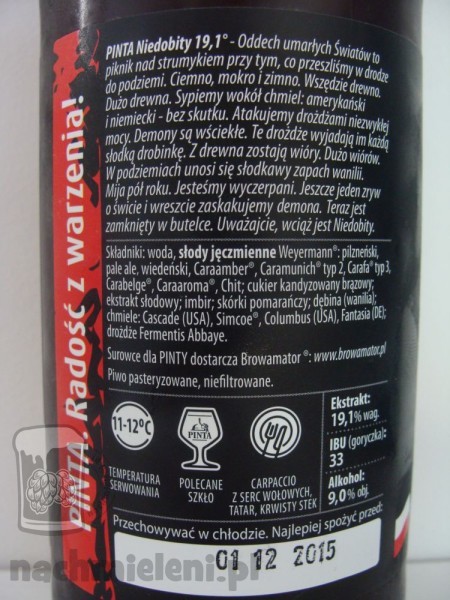 PINTA. Radość z warzenia!
PINTA Niedobity 19,1° - Oddech umarłych Światów to
piknik nad strumykiem przy tym, co przeszliśmy w drodze
do podziemi. Ciemno, mokro i zimno. Wszędzie drewno.
Dużo drewna. Sypiemy wokół chmiel: amerykański
i niemiecki - bez skutku. Atakujemy drożdżami niezwykłej
mocy. Demony są wściekłe. Te drożdże wyjadają im każdą
słodką drobinkę. Z drewna zostają wióry. Dużo wiórów.
W podziemiach unosi się słodkawy zapach wanilii.
Mija pół roku. Jesteśmy wyczerpani. Jeszcze jeden zryw
o świcie i wreszcie zaskakujemy demona. Teraz jest
zamknięty w butelce. Uważajcie, wciąż jest Niedobity.
Składniki: woda, słody jęczmienne Weyermann®: pilzneński,
pale ale, wiedeński, Caraamber®, Caramunich® typ 2, Carafa® typ 3,
Carabelge®, Caraaroma®, Chit; cukier kandyzowany brązowy;
ekstrakt słodowy; imbir; skórki pomarańczy; dębina (wanilia);
chmiele: Cascade (USA), Simcoe®, Columbus (USA), Fantasia (DE);
drożdże Fermentis Abbaye.
Surowce dla PINTY dostarcza Browamator®: www.browamator.pl
Piwo pasteryzowane, niefiltrowane.
11-12°C
TEMPERATURA
SERWOWANIA
PINTA
POLECANE
SZKŁO
CARPACCIO
Z SERC WOŁOWYCH,
TATAR, KRWISTY STEK
Ekstrakt:
19,1% wag.
IBU (goryczka):
33
Alkohol:
9,0% obj.
Przechowywać w chłodzie. Najlepiej spożyć przed:
01 12 2015
nachmieleni.pl